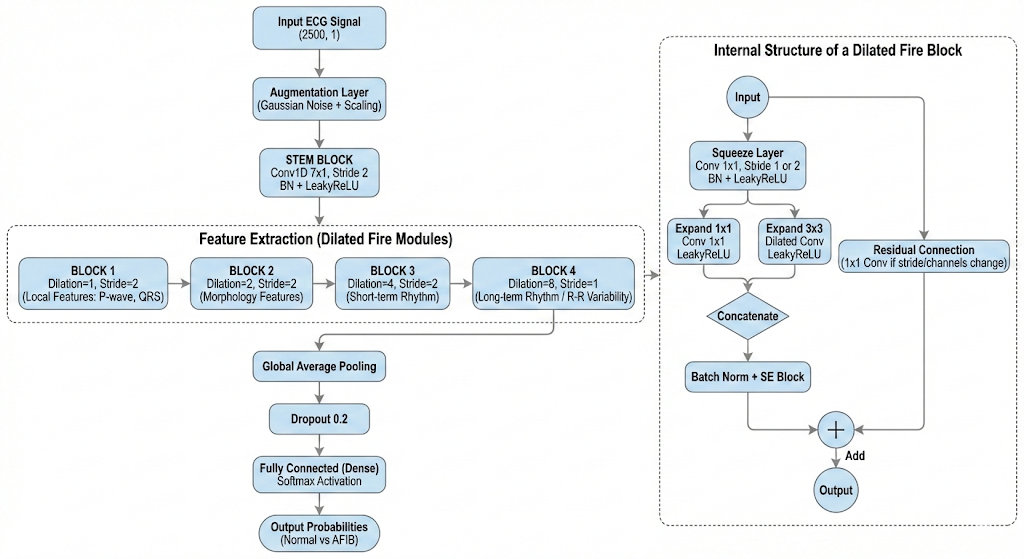 Input ECG Signal
(2500, 1)
Augmentation Layer
(Gaussian Noise + Scaling)
STEM BLOCK
Conv1D 7x1, Stride 2
BN + LeakyReLU
Feature Extraction (Dilated Fire Modules)
BLOCK 1
Dilation=1, Stride=2
(Local Features: P-wave, QRS)
BLOCK 2
Dilation=2, Stride=2
(Morphology Features)
BLOCK 3
Dilation=4, Stride=2
(Short-term Rhythm)
BLOCK 4
Dilation=8, Stride=1
(Long-term Rhythm / R-R Variability)
Global Average Pooling
Dropout 0.2
Fully Connected (Dense)
Softmax Activation
Output Probabilities
(Normal vs AFIB)
Internal Structure of a Dilated Fire Block
Input
Squeeze Layer
Conv 1x1, Stride 1 or 2
BN + LeakyReLU
Expand 1x1
Conv 1x1
LeakyReLU
Expand 3x3
Dilated Conv
LeakyReLU
Residual Connection
(1x1 Conv if stride/channels change)
Concatenate
Batch Norm + SE Block
+
Add
Output